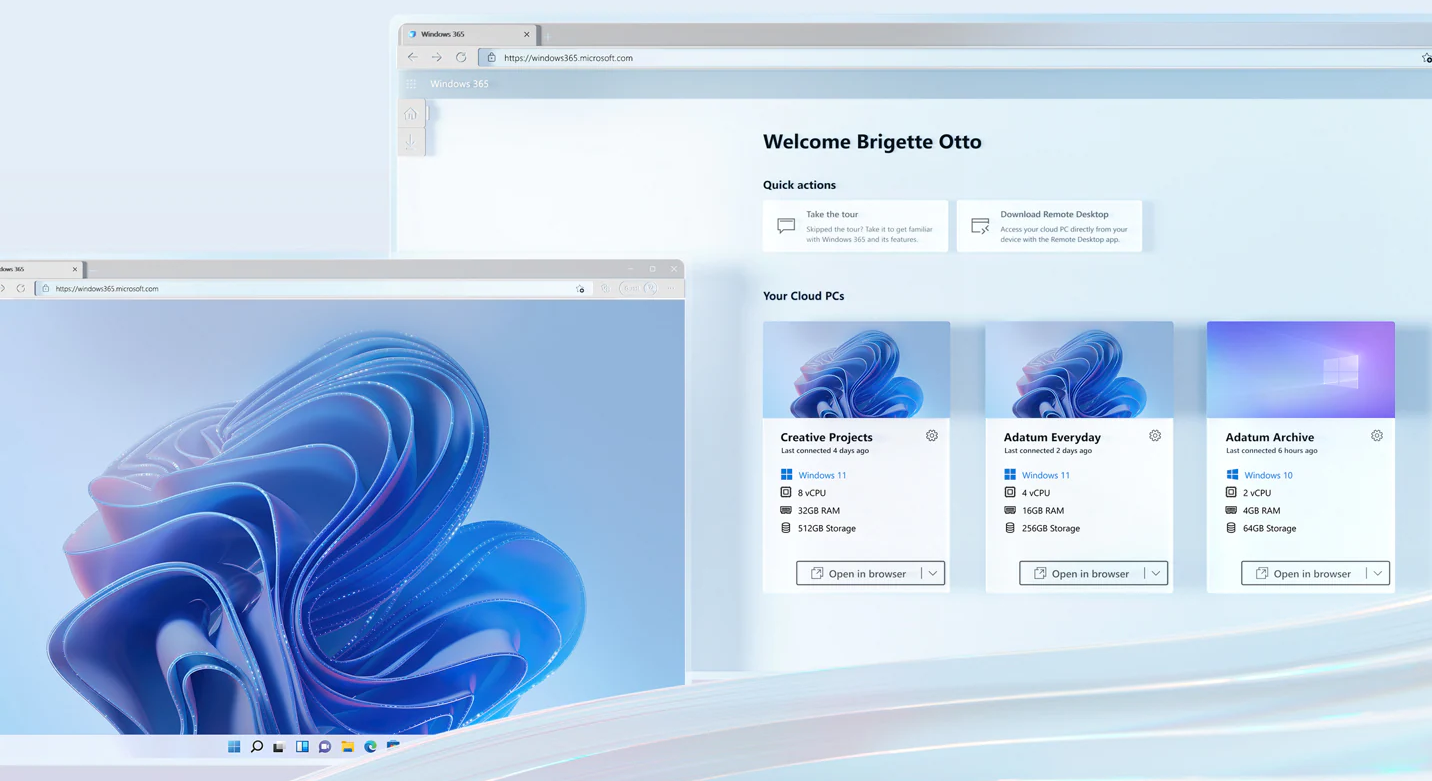 Windows 365
https://windows365.microsoft.com
Windows 365
Welcome Brigette Otto
Quick actions
Take the tour
Skipped the tour? Take it to get familiar
with Windows 365 and its features.
Download Remote Desktop
Access your cloud PC directly from your
device with the Remote Desktop app.
Your Cloud PCs
Creative Projects
Last connected 4 days ago
Windows 11
8 vCPU
32GB RAM
512GB Storage
Open in browser
Adatum Everyday
Last connected 2 days ago
Windows 11
4 vCPU
16GB RAM
256GB Storage
Open in browser
Adatum Archive
Last connected 6 hours ago
Windows 10
2 vCPU
4GB RAM
64GB Storage
Open in browser
dows 365
https://windows365.microsoft.com